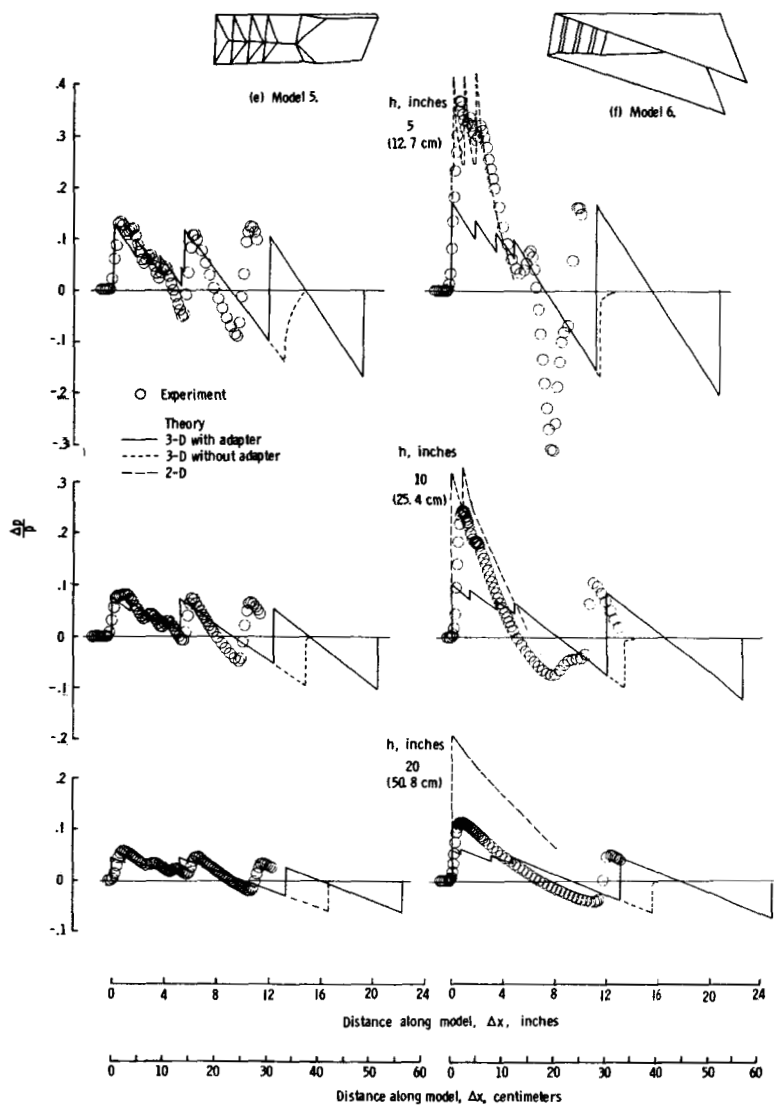 (e) Model 5.
(f) Model 6.
h, inches
5
(12.7 cm)
.4
.3
.2
.1
0
-.1
-.2
-.3
○ Experiment
Theory
3-D with adapter
3-D without adapter
2-D
h, inches
10
(25.4 cm)
Δp/p
.3
.2
.1
0
-.1
-.2
h, inches
20
(50.8 cm)
.2
.1
0
-.1
0 4 8 12 16 20 24 0 4 8 12 16 20 24
Distance along model, Δx, inches
0 10 20 30 40 50 60 0 10 20 30 40 50 60
Distance along model, Δx, centimeters